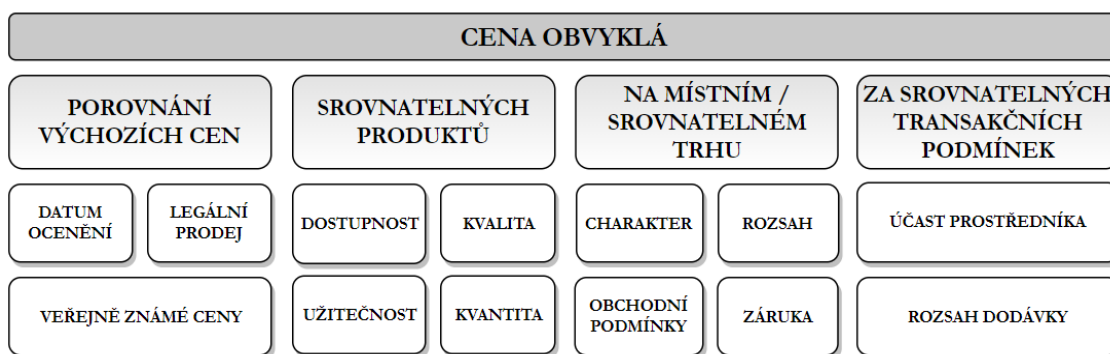 CENA OBVYKLÁ
POROVNÁNÍ
VÝCHOZÍCH CEN
SROVNATELNÝCH
PRODUKTŮ
NA MÍSTNÍM /
SROVNATELNÉM
TRHU
ZA SROVNATELNÝCH
TRANSAKČNÍCH
PODMÍNEK
DATUM
OCENĚNÍ
LEGÁLNÍ
PRODEJ
DOSTUPNOST
KVALITA
CHARAKTER
ROZSAH
ÚČAST PROSTŘEDNÍKA
VEŘEJNĚ ZNÁMÉ CENY
UŽITEČNOST
KVANTITA
OBCHODNÍ
PODMÍNKY
ZÁRUKA
ROZSAH DODÁVKY